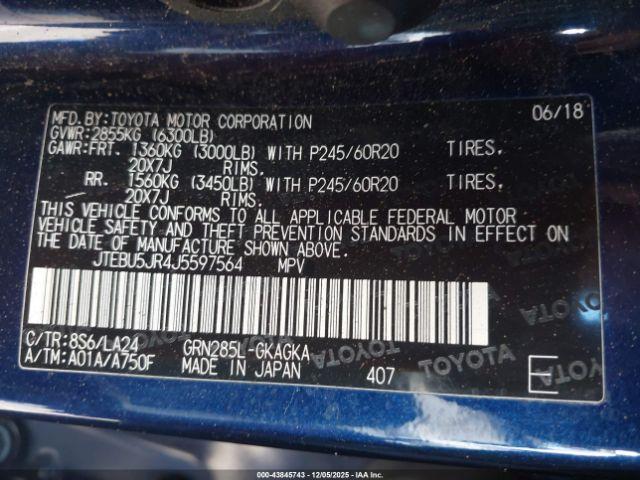 MFD.BY:TOYOTA MOTOR CORPORATION 06/18
GVWR:2855KG (6300LB)
GAWR:FRT. 1360KG (3000LB) WITH P245/60R20 TIRES,
20X7J RIMS.
RR. 1560KG (3450LB) WITH P245/60R20 TIRES,
20X7J RIMS.
THIS VEHICLE CONFORMS TO ALL APPLICABLE FEDERAL MOTOR
VEHICLE SAFETY AND THEFT PREVENTION STANDARDS IN EFFECT ON
THE DATE OF MANUFACTURE SHOWN ABOVE.
JTEBU5JR4J5597564 MPV
C/TR:8S6/LA24 GRN285L-GKAGKA
A/TM:A01A/A750F MADE IN JAPAN 407
TOYOTA
© IAA - 43845743 - 12/05/2025 - IAA Inc.